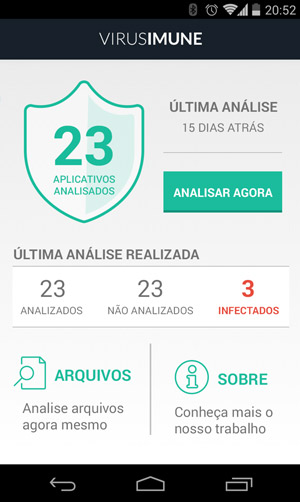 20:52
VIRUSIMUNE
23
APLICATIVOS
ANALISADOS
ÚLTIMA ANÁLISE
15 DIAS ATRÁS
ANALISAR AGORA
ÚLTIMA ANÁLISE REALIZADA
23 23 3
ANALIZADOS NÃO ANALIZADOS INFECTADOS
ARQUIVOS
Analise arquivos
agora mesmo
SOBRE
Conheça mais o
nosso trabalho